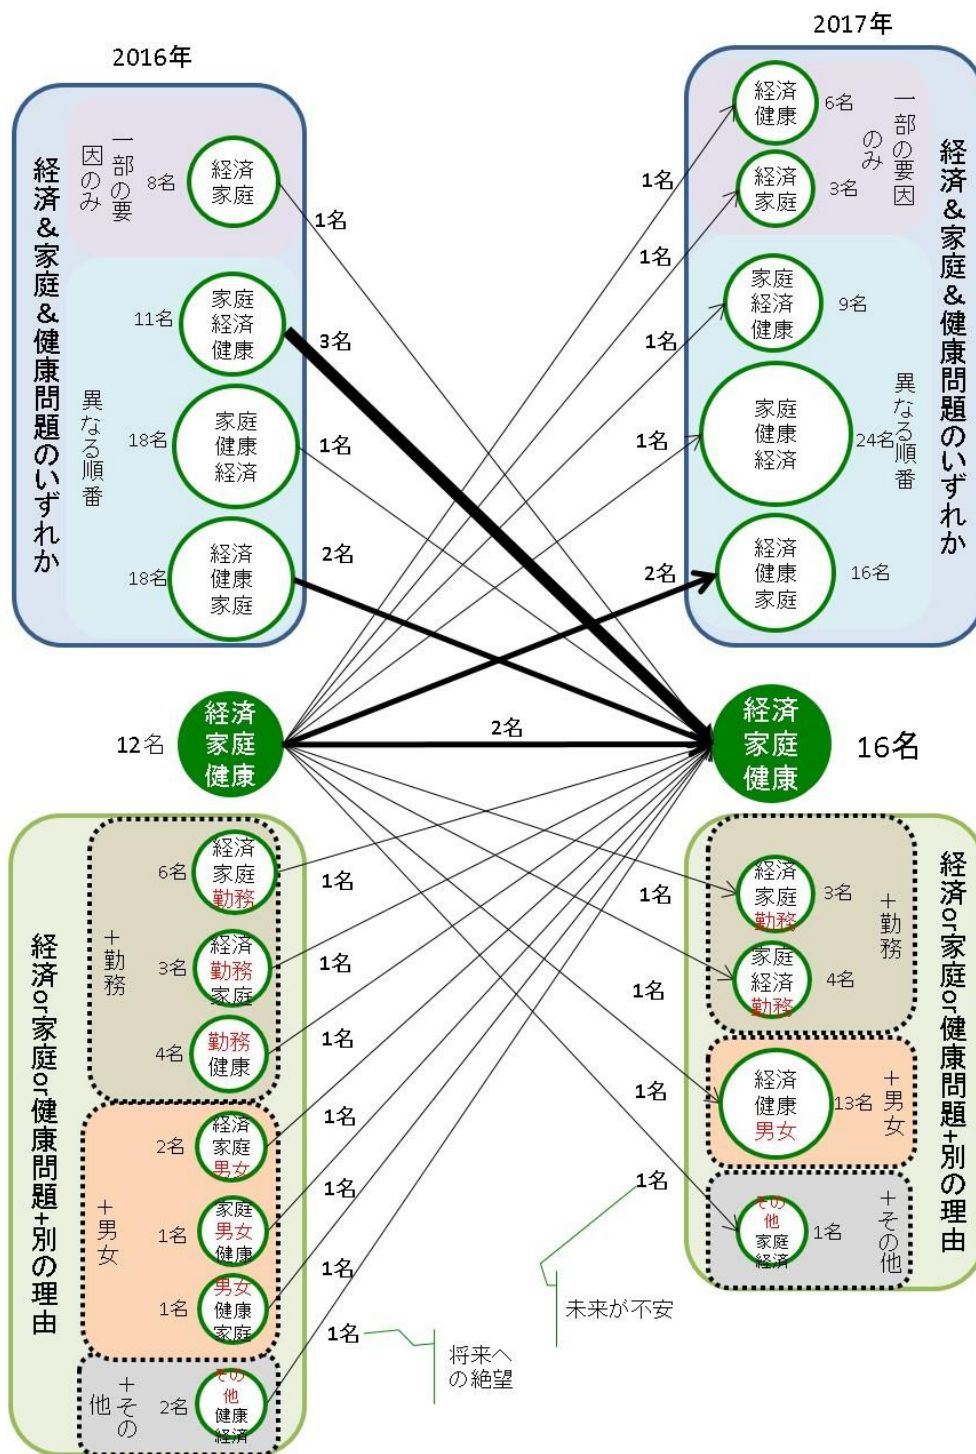 2016年
経済&家庭&健康問題のいずれか
一部の要
因のみ
8名
経済
家庭
異なる順番
11名
家庭
経済
健康
18名
家庭
健康
経済
18名
経済
健康
家庭
12名
経済
家庭
健康
経済or家庭or健康問題+別の理由
+勤務
6名
経済
家庭
勤務
3名
経済
勤務
家庭
4名
勤務
健康
+男女
2名
経済
家庭
男女
1名
家庭
男女
健康
1名
男女
健康
家庭
+その
他
2名
その
他
健康
経済
1名
3名
1名
2名
2名
1名
1名
1名
1名
1名
1名
1名
将来へ
の絶望
1名
1名
1名
1名
2名
1名
1名
1名
1名
未来が不安
2017年
経済&家庭&健康問題のいずれか
一部の要因
のみ
経済
健康
6名
経済
家庭
3名
異なる順番
家庭
経済
健康
9名
家庭
健康
経済
24名
経済
健康
家庭
16名
経済
家庭
健康
16名
経済or家庭or健康問題+別の理由
+勤務
経済
家庭
勤務
3名
家庭
経済
勤務
4名
+男女
経済
健康
男女
13名
+その他
その
他
家庭
経済
1名